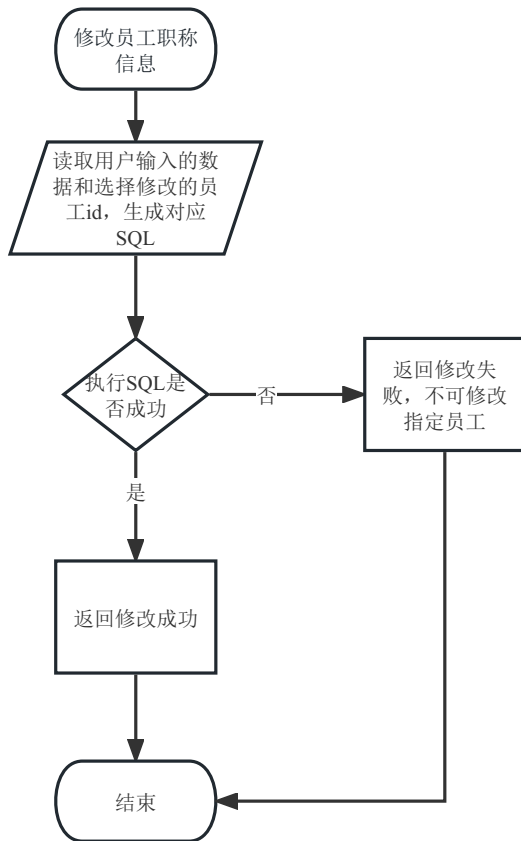 修改员工职称
信息
读取用户输入的数
据和选择修改的员
工id，生成对应
SQL
执行SQL是
否成功
否
返回修改失
败，不可修改
指定员工
是
返回修改成功
结束